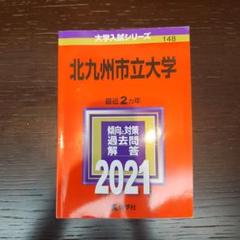 大学入試シリーズ
148
北九州市立大学
最近2カ年
傾向と対策
過去問
解答
2021
教学社